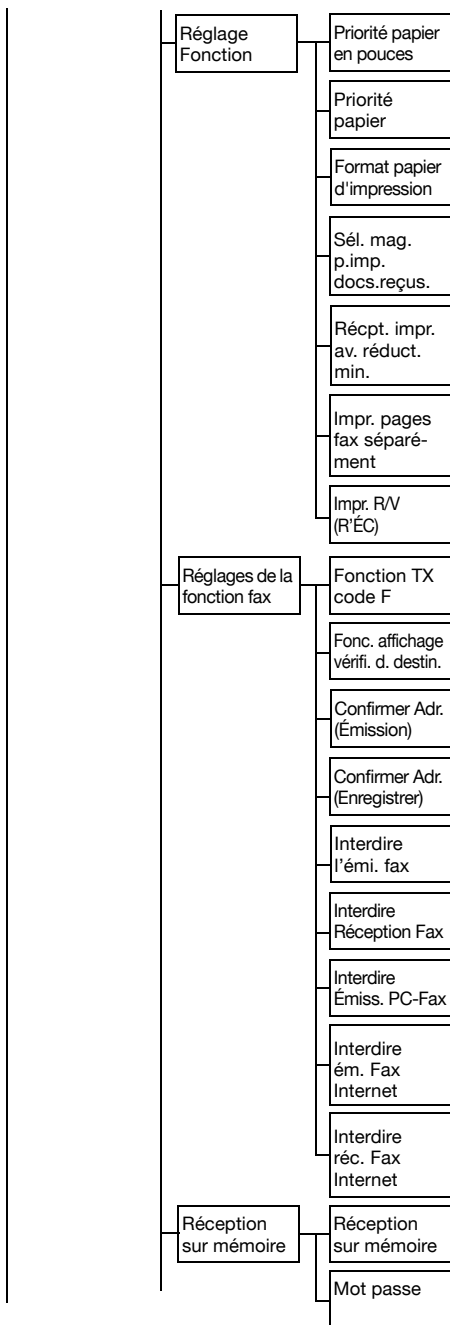 Réglage
Fonction
Priorité papier
en pouces
Priorité
papier
Format papier
d'impression
Sél. mag.
p.imp.
docs.reçus.
Récpt. impr.
av. réduct.
min.
Impr. pages
fax séparé-
ment
Impr. R/V
(R'ÉC)
Réglages de la
fonction fax
Fonction TX
code F
Fonc. affichage
vérifi. d. destin.
Confirmer Adr.
(Émission)
Confirmer Adr.
(Enregistrer)
Interdire
l'émi. fax
Interdire
Réception Fax
Interdire
Émiss. PC-Fax
Interdire
ém. Fax
Internet
Interdire
réc. Fax
Internet
Réception
sur mémoire
Réception
sur mémoire
Mot passe